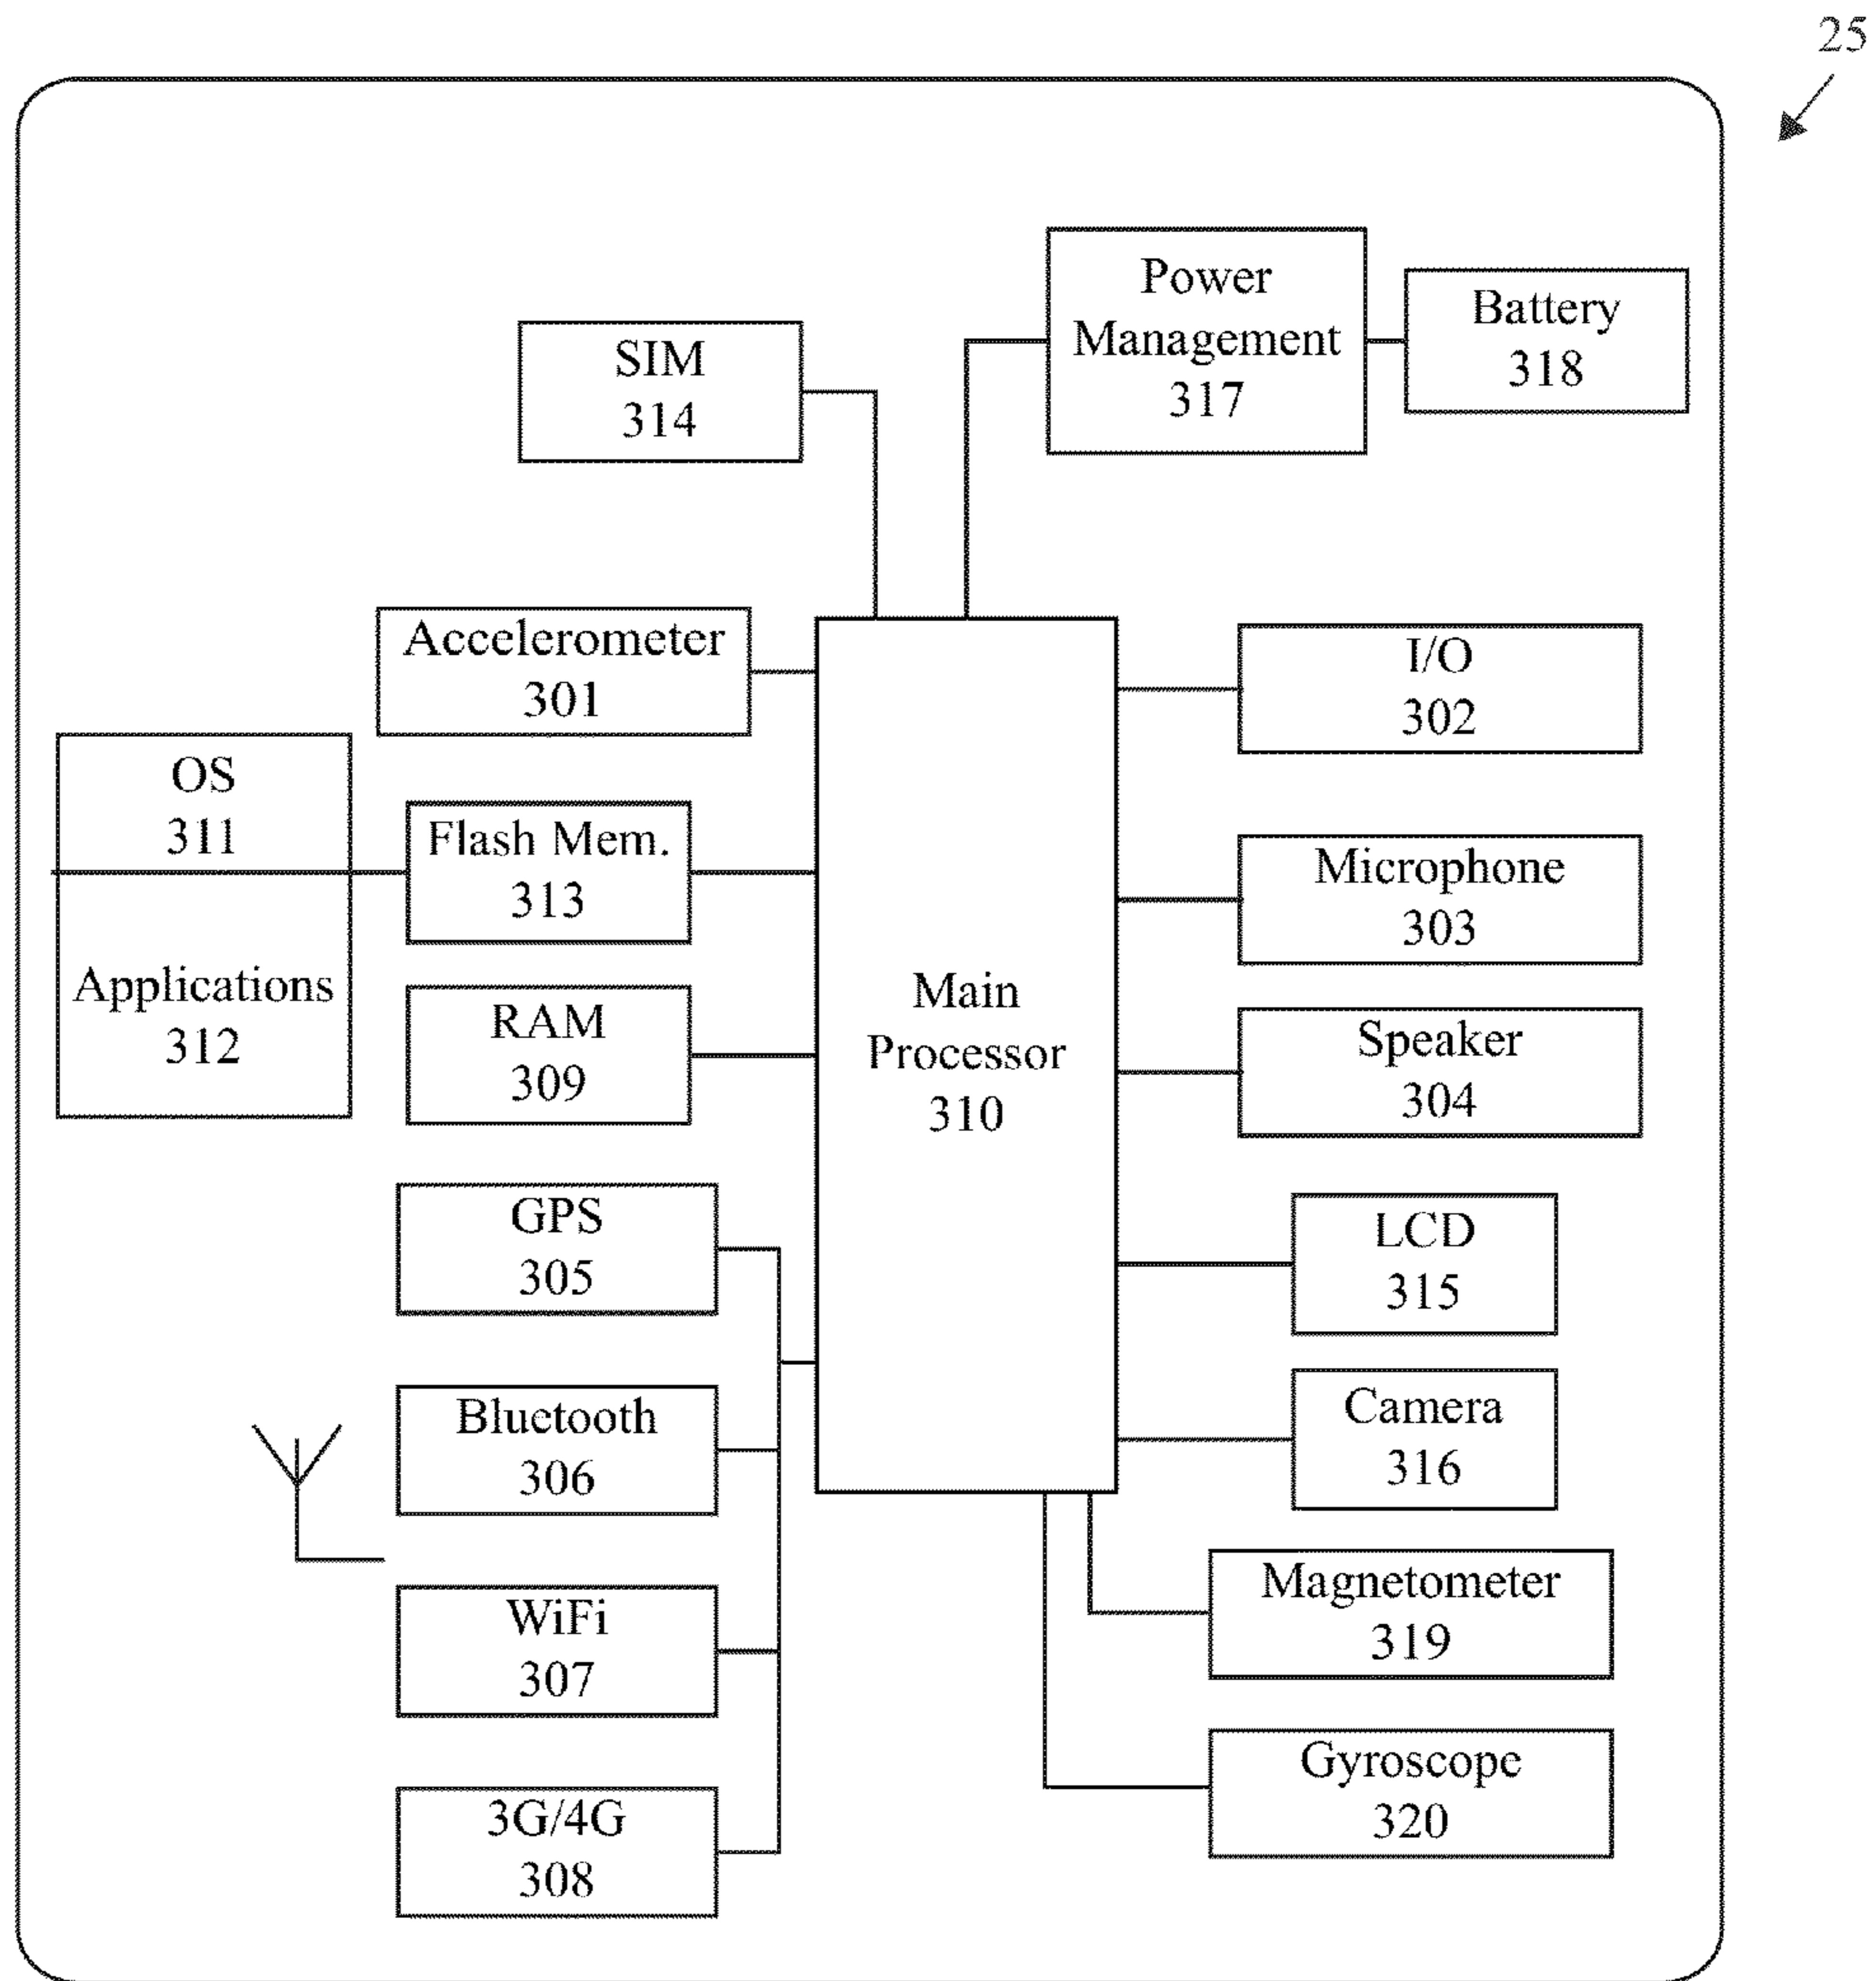 25
Power
Management
317
Battery
318
SIM
314
Accelerometer
301
I/O
302
OS
311
Flash Mem.
313
Microphone
303
Applications
312
RAM
309
Main
Processor
310
Speaker
304
GPS
305
LCD
315
Bluetooth
306
Camera
316
WiFi
307
Magnetometer
319
3G/4G
308
Gyroscope
320